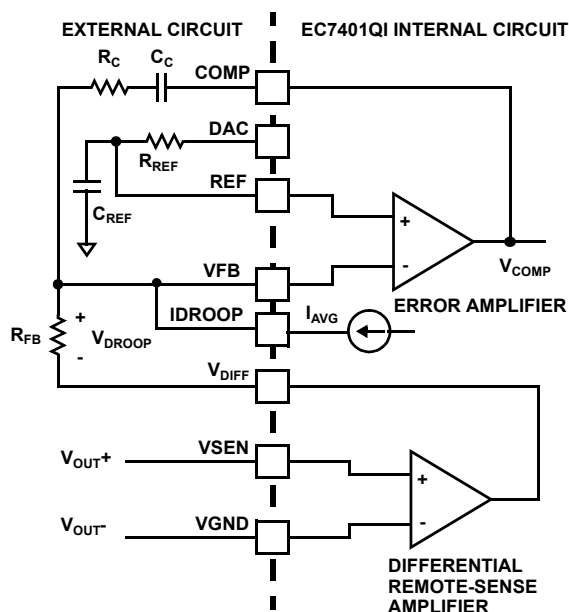 EXTERNAL CIRCUIT
EC7401QI INTERNAL CIRCUIT
RC
CC
COMP
DAC
RREF
REF
CREF
+
-
VCOMP
VFB
ERROR AMPLIFIER
IDROOP
IAVG
RFB
+
VDROOP
-
VDIFF
VSEN
VOUT+
+
VOUT-
VGND
-
DIFFERENTIAL
REMOTE-SENSE
AMPLIFIER